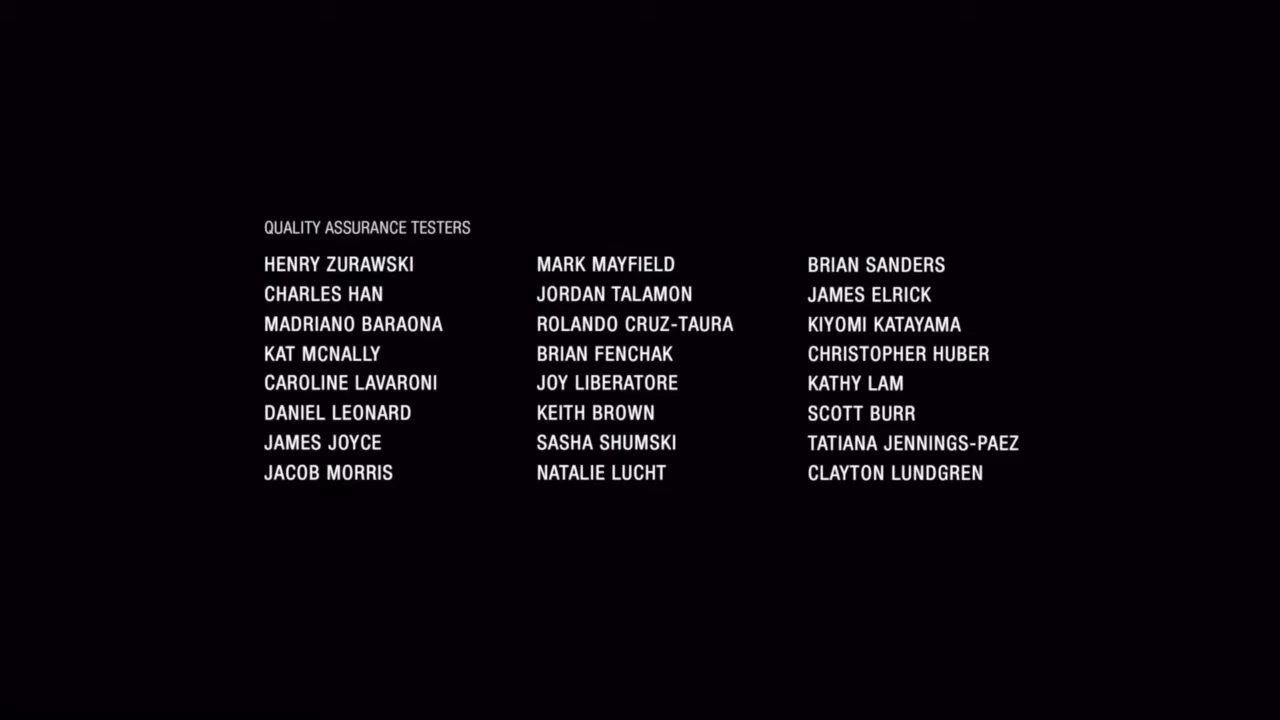 QUALITY ASSURANCE TESTERS
HENRY ZURAWSKI
CHARLES HAN
MADRIANO BARAONA
KAT MCNALLY
CAROLINE LAVARONI
DANIEL LEONARD
JAMES JOYCE
JACOB MORRIS
MARK MAYFIELD
JORDAN TALAMON
ROLANDO CRUZ-TAURA
BRIAN FENCHAK
JOY LIBERATORE
KEITH BROWN
SASHA SHUMSKI
NATALIE LUCHT
BRIAN SANDERS
JAMES ELRICK
KIYOMI KATAYAMA
CHRISTOPHER HUBER
KATHY LAM
SCOTT BURR
TATIANA JENNINGS-PAEZ
CLAYTON LUNDGREN